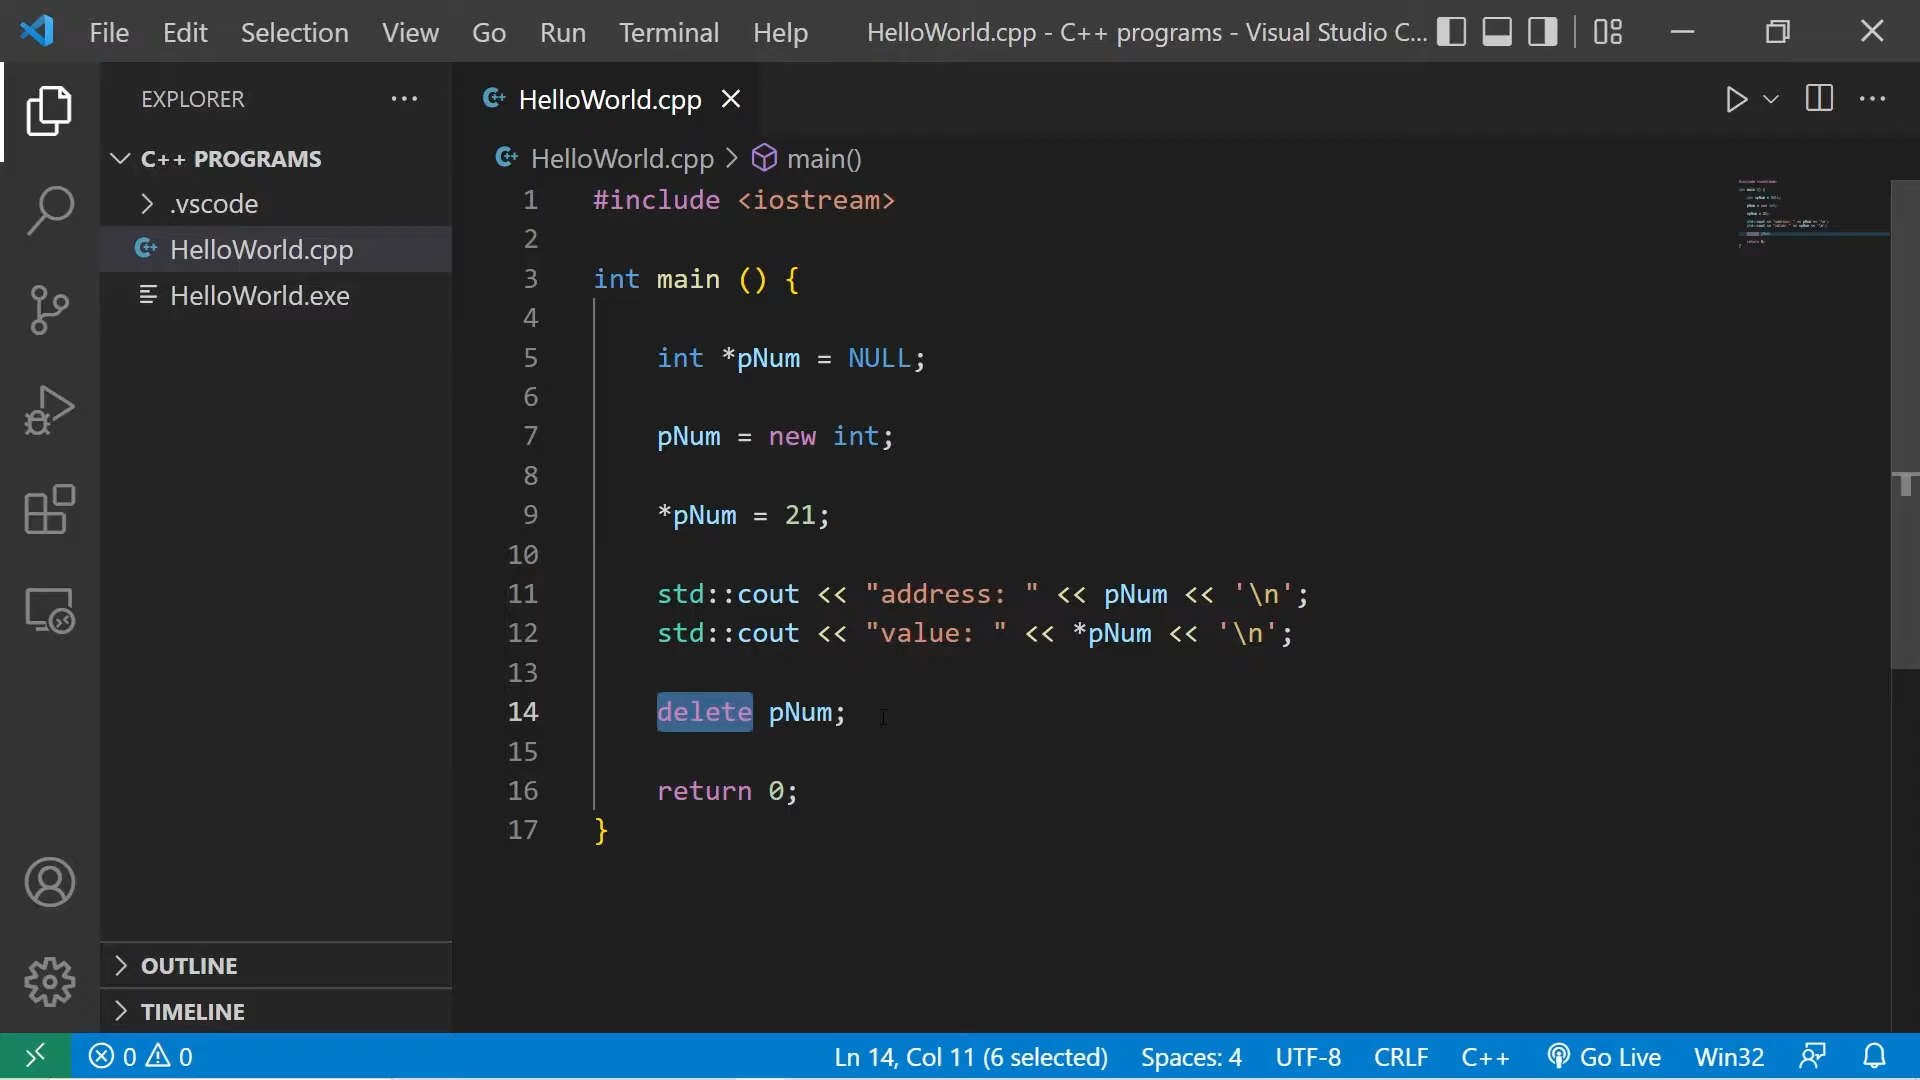 File Edit Selection View Go Run Terminal Help HelloWorld.cpp - C++ programs - Visual Studio C...
EXPLORER
C++ PROGRAMS
.vscode
HelloWorld.cpp
HelloWorld.exe
OUTLINE
TIMELINE
HelloWorld.cpp
HelloWorld.cpp > main()
1 #include <iostream>
2
3 int main () {
4
5 int *pNum = NULL;
6
7 pNum = new int;
8
9 *pNum = 21;
10
11 std::cout << "address: " << pNum << '\n';
12 std::cout << "value: " << *pNum << '\n';
13
14 delete pNum;
15
16 return 0;
17 }
0 0 Ln 14, Col 11 (6 selected) Spaces: 4 UTF-8 CRLF C++ Go Live Win32